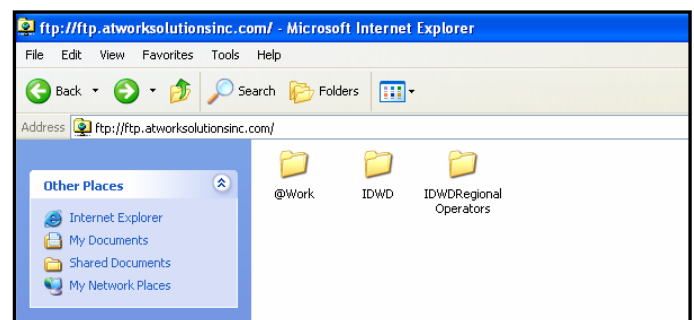 ftp://ftp.atworksolutionsinc.com/ - Microsoft Internet Explorer
File Edit View Favorites Tools Help
Back Search Folders
Address ftp://ftp.atworksolutionsinc.com/
Other Places
Internet Explorer
My Documents
Shared Documents
My Network Places
@Work IDWD IDWDRegional
Operators